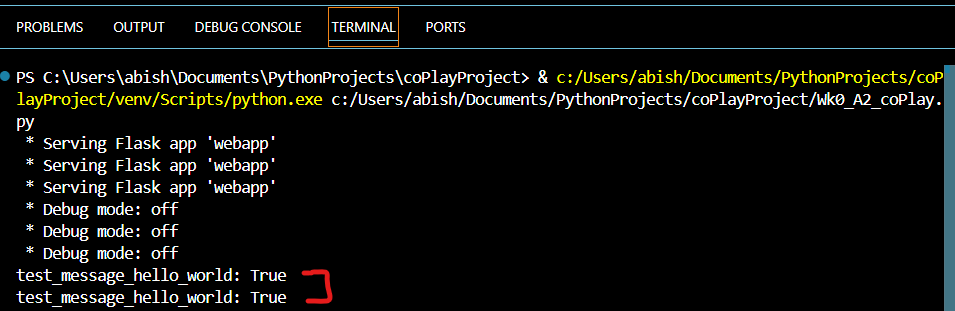 PROBLEMS OUTPUT DEBUG CONSOLE TERMINAL PORTS
PS C:\Users\abish\Documents\PythonProjects\coPlayProject> & c:/Users/abish/Documents/PythonProjects/coP
layProject/venv/Scripts/python.exe c:/Users/abish/Documents/PythonProjects/coPlayProject/Wk0_A2_coPlay.
py
 * Serving Flask app 'webapp'
 * Serving Flask app 'webapp'
 * Serving Flask app 'webapp'
 * Debug mode: off
 * Debug mode: off
 * Debug mode: off
test_message_hello_world: True
test_message_hello_world: True